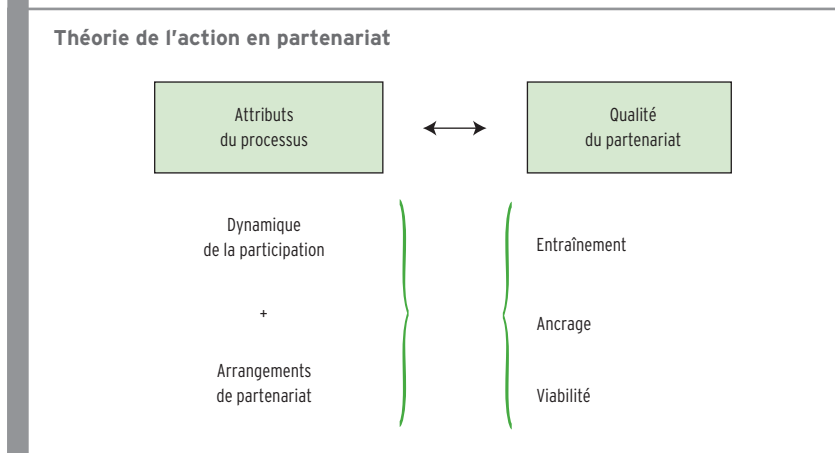 Théorie de l'action en partenariat
Attributs
du processus
Qualité
du partenariat
Dynamique
de la participation
+
Arrangements
de partenariat
Entraînement
Ancrage
Viabilité